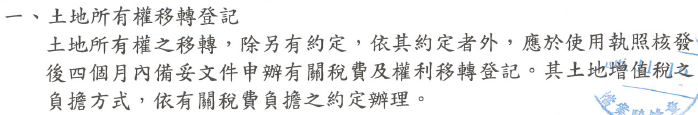 一、土地所有權移轉登記
土地所有權之移轉，除另有約定，依其約定者外，應於使用執照核發
後四個月內備妥文件申辦有關稅費及權利移轉登記。其土地增值稅之
負擔方式，依有關稅費負擔之約定辦理。